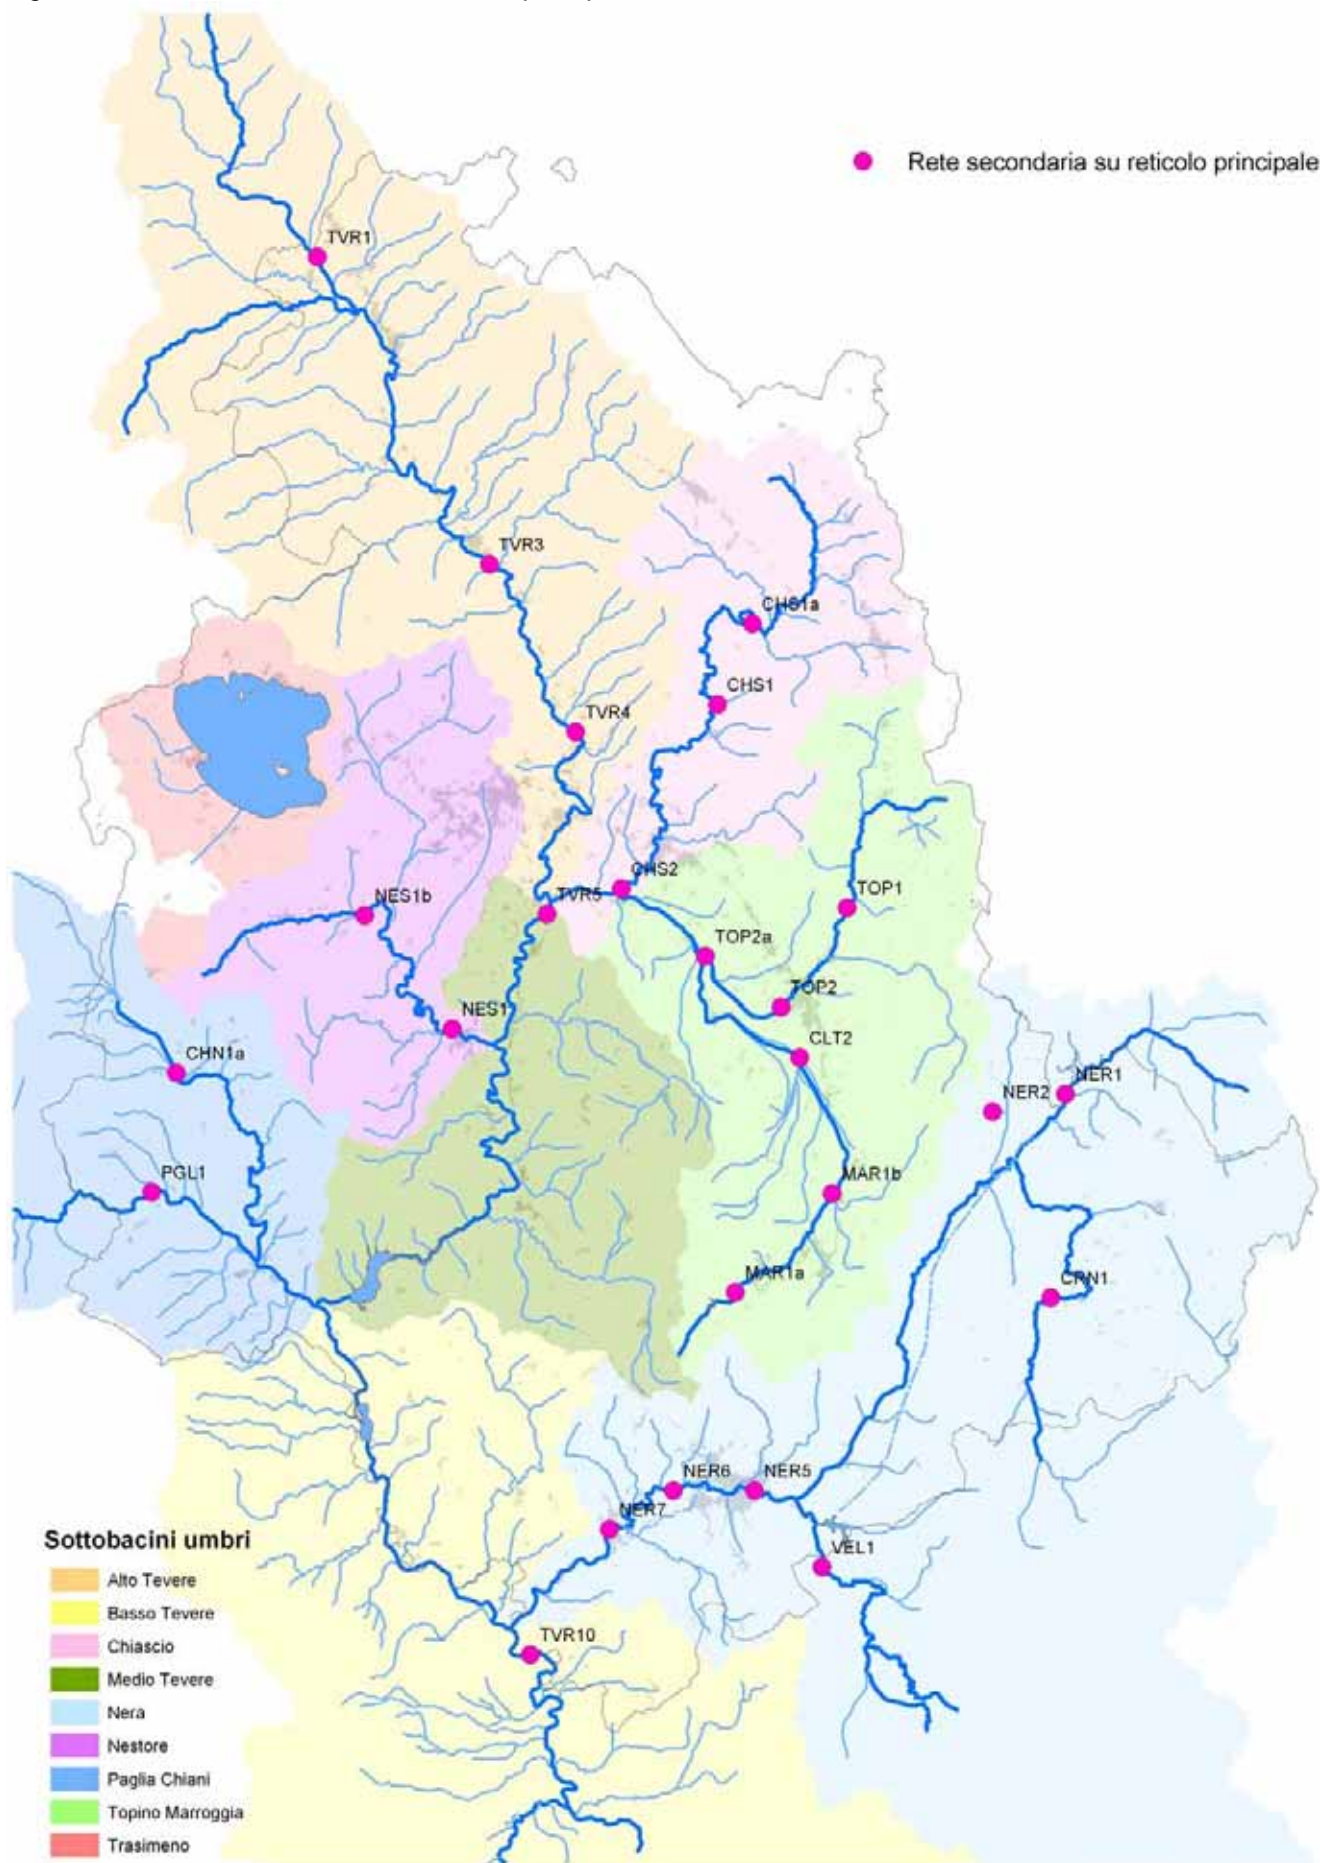 Rete secondaria su reticolo principale
TVR1
TVR3
CHS1a
CHS1
TVR4
CHS2
NES1b
TVR5
TOP1
TOP2a
TOP2
NES1
CLT2
CHN1a
NER1
NER2
PGL1
MAR1b
MAR1a
CRN1
NER6
NER5
NER7
VEL1
TVR10
Sottobacini umbri
Alto Tevere
Basso Tevere
Chiascio
Medio Tevere
Nera
Nestore
Paglia Chiani
Topino Marroggia
Trasimeno